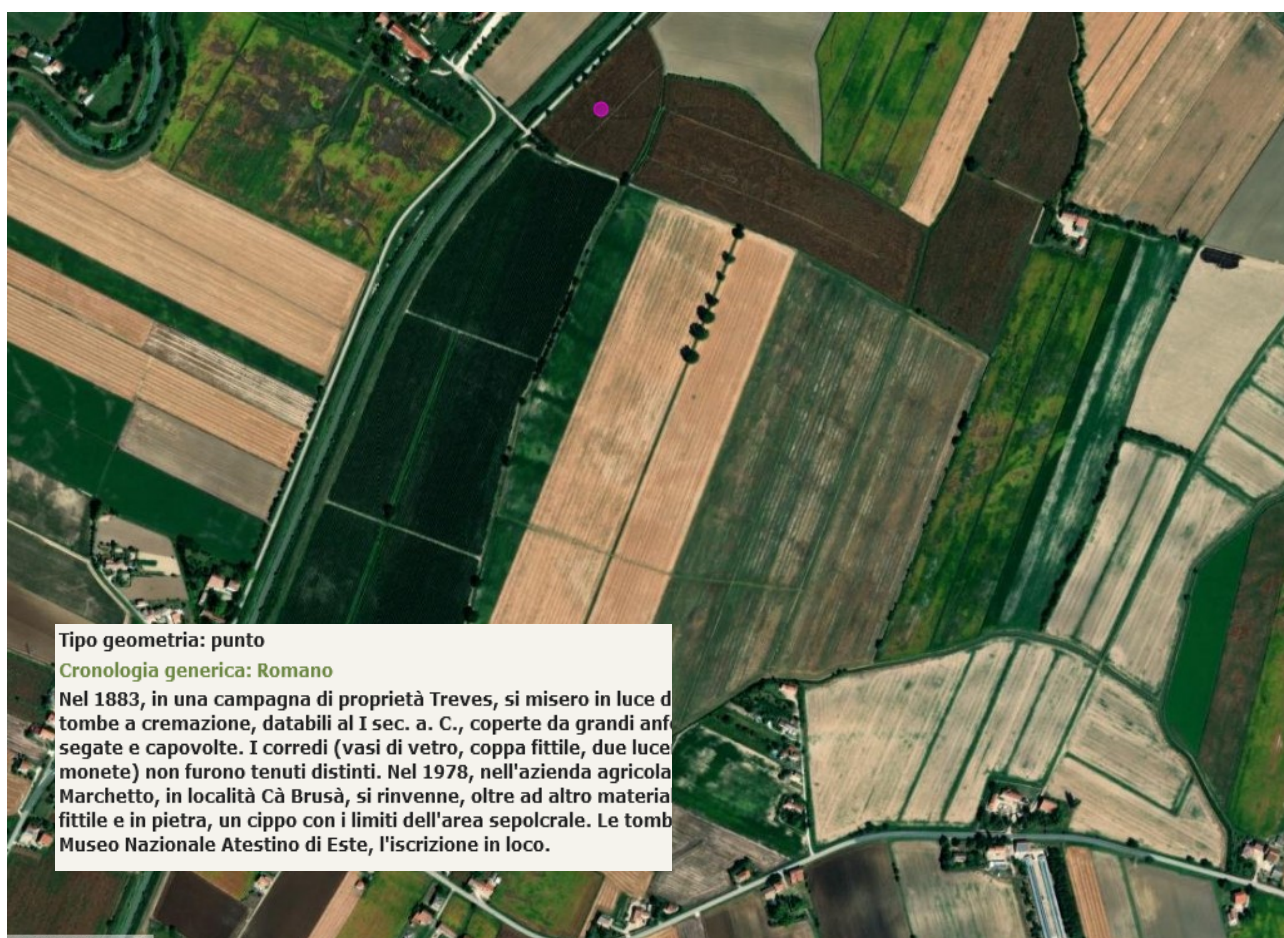 Tipo geometria: punto
Cronologia generica: Romano
Nel 1883, in una campagna di proprietà Treves, si misero in luce
tombe a cremazione, databili al I sec. a. C., coperte da grandi
segate e capovolte. I corredi (vasi di vetro, coppa fittile, due
monete) non furono tenuti distinti. Nel 1978, nell'azienda agricola
Marchetto, in località Cà Brusà, si rinvenne, oltre ad altro
fittile e in pietra, un cippo con i limiti dell'area sepolcrale. Le
Museo Nazionale Atestino di Este, l'iscrizione in loco.